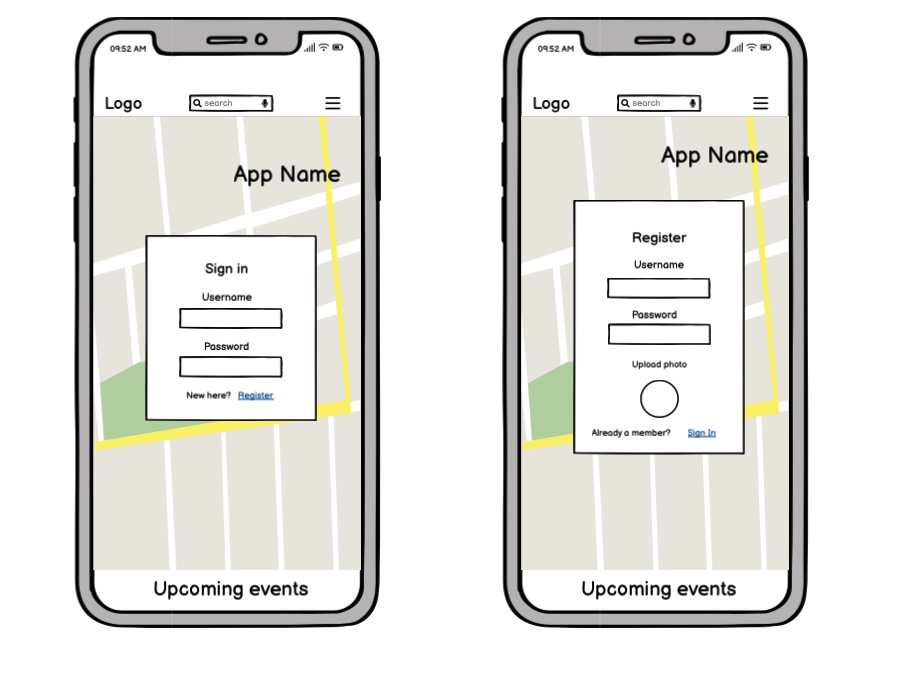 09:52 AM
Logo
search
App Name
Sign in
Username
Password
New here? Register
Upcoming events
09:52 AM
Logo
search
App Name
Register
Username
Password
Upload photo
Already a member? Sign In
Upcoming events